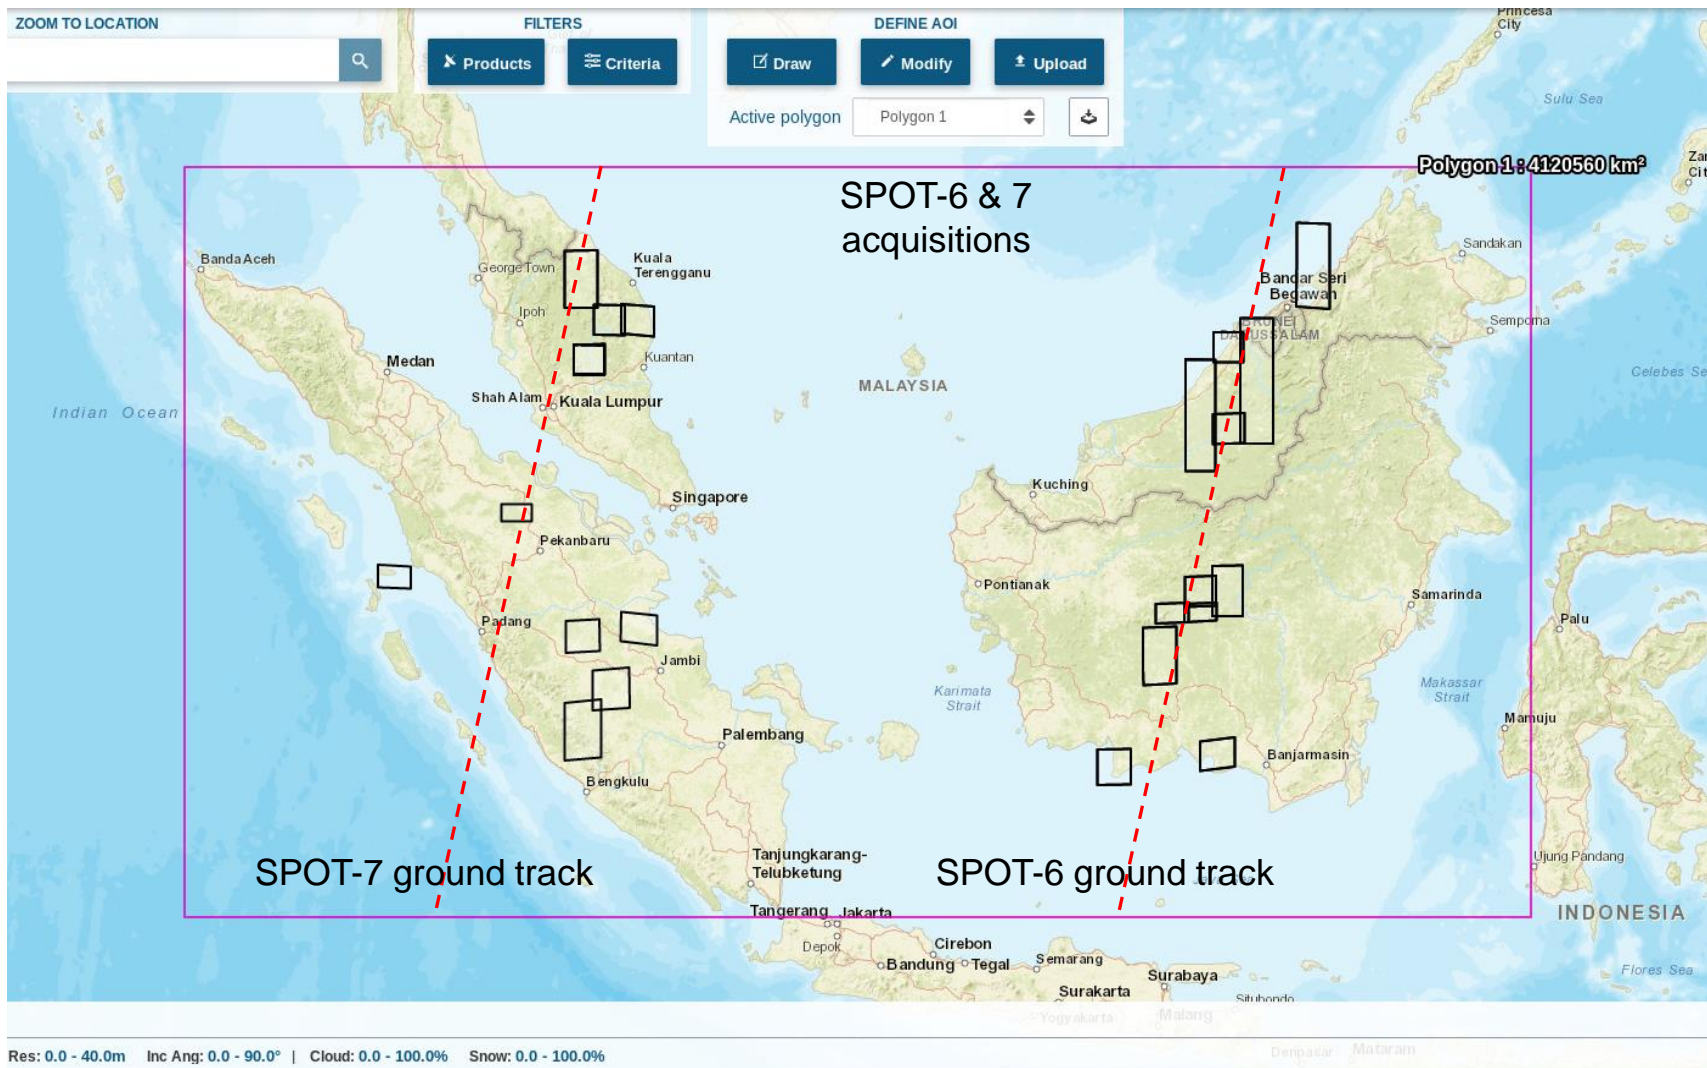 ZOOM TO LOCATION
FILTERS
DEFINE AOI
Products
Criteria
Draw
Modify
Upload
Active polygon
Polygon 1
Princesa
City
Sulu Sea
Polygon 1 : 4120560 km²
SPOT-6 & 7
acquisitions
Banda Aceh
George Town
Kuala
Terengganu
Sandakan
Bandar Seri
Begawan
Ipoh
BRUNEI
DARUSSALAM
Semporna
Medan
Kuantan
MALAYSIA
Celebes Se
Shah Alam
Kuala Lumpur
Indian Ocean
Kuching
Singapore
Pekanbaru
Pontianak
Samarinda
Padang
Palu
Jambi
Karimata
Strait
Makassar
Strait
Mamuju
Palembang
Banjarmasin
Bengkulu
Tanjungkarang-
Telubketung
Ujung Pandang
SPOT-7 ground track
SPOT-6 ground track
Tangerang
Jakarta
INDONESIA
Depok
Cirebon
Bandung
Tegal
Semarang
Surabaya
Flores Sea
Surakarta
Situbondo
Yogyakarta
Malang
Denpasar
Mataram
Res: 0.0 - 40.0m Inc Ang: 0.0 - 90.0° | Cloud: 0.0 - 100.0% Snow: 0.0 - 100.0%